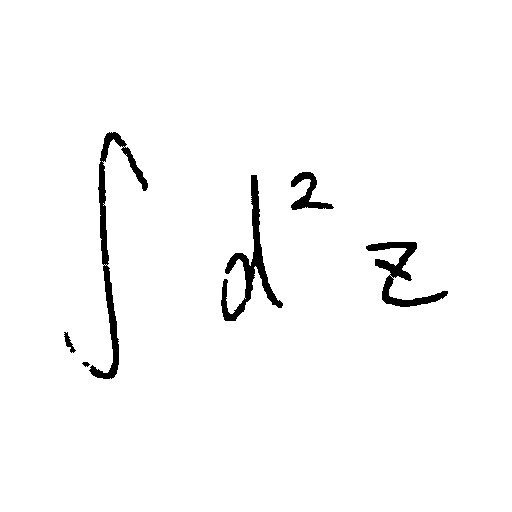 ∫ d² z